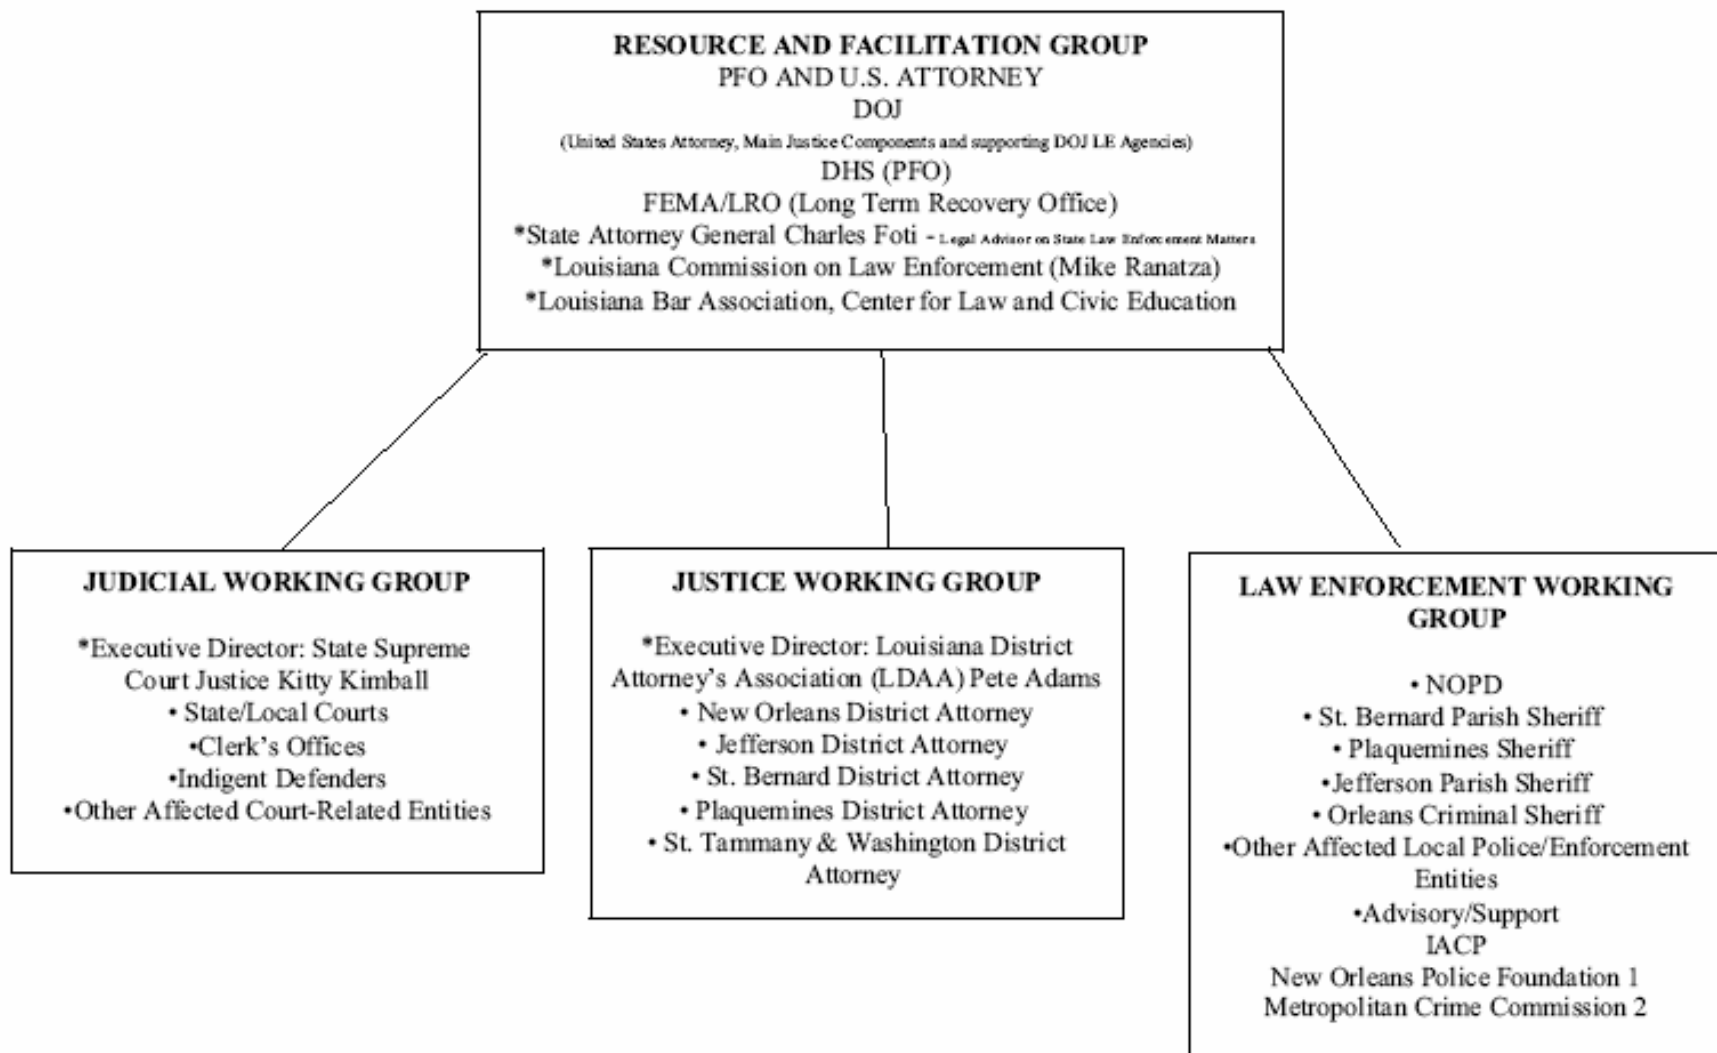 RESOURCE AND FACILITATION GROUP
PFO AND U.S. ATTORNEY
DOJ
(United States Attorney, Main Justice Components and supporting DOJ LE Agencies)
DHS (PFO)
FEMA/LRO (Long Term Recovery Office)
*State Attorney General Charles Foti - Legal Advisor on State Law Enforcement Matters
*Louisiana Commission on Law Enforcement (Mike Ranatza)
*Louisiana Bar Association, Center for Law and Civic Education
JUDICIAL WORKING GROUP
*Executive Director: State Supreme
Court Justice Kitty Kimball
• State/Local Courts
•Clerk's Offices
•Indigent Defenders
•Other Affected Court-Related Entities
JUSTICE WORKING GROUP
*Executive Director: Louisiana District
Attorney's Association (LDAA) Pete Adams
• New Orleans District Attorney
• Jefferson District Attorney
• St. Bernard District Attorney
• Plaquemines District Attorney
• St. Tammany & Washington District
Attorney
LAW ENFORCEMENT WORKING
GROUP
• NOPD
• St. Bernard Parish Sheriff
• Plaquemines Sheriff
•Jefferson Parish Sheriff
• Orleans Criminal Sheriff
•Other Affected Local Police/Enforcement
Entities
•Advisory/Support
IACP
New Orleans Police Foundation 1
Metropolitan Crime Commission 2